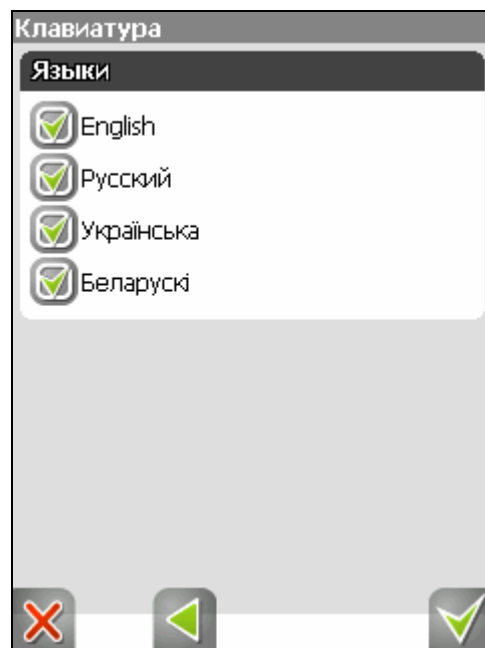 Клавиатура
Языки
English
Русский
Українська
Беларускі